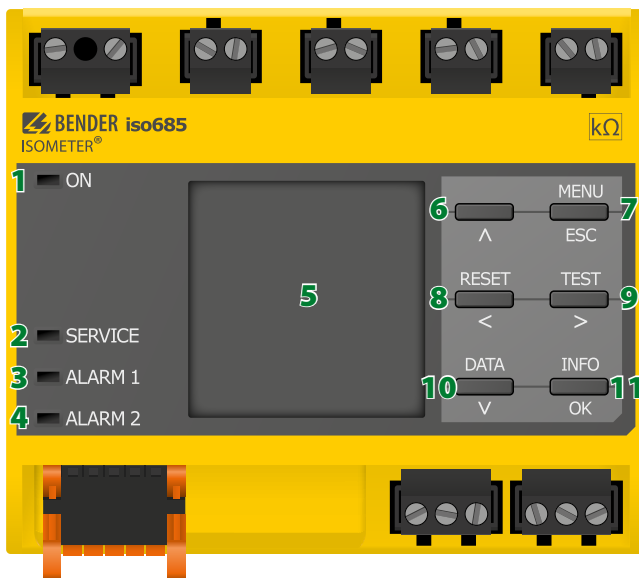 BENDER iso685
ISOMETER®
kΩ
1 ON
2 SERVICE
3 ALARM 1
4 ALARM 2
5
6
Λ
7
MENU
ESC
8
RESET
<
9
TEST
>
10
DATA
V
11
INFO
OK